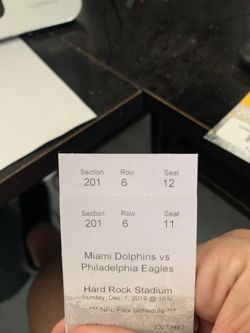 Section Row Seat
201 6 12
Section Row Seat
201 6 11
Miami Dolphins vs
Philadelphia Eagles
Hard Rock Stadium
Sunday, Dec. 1, 2019 @ 1PM
*** NFL Flex Schedule ***